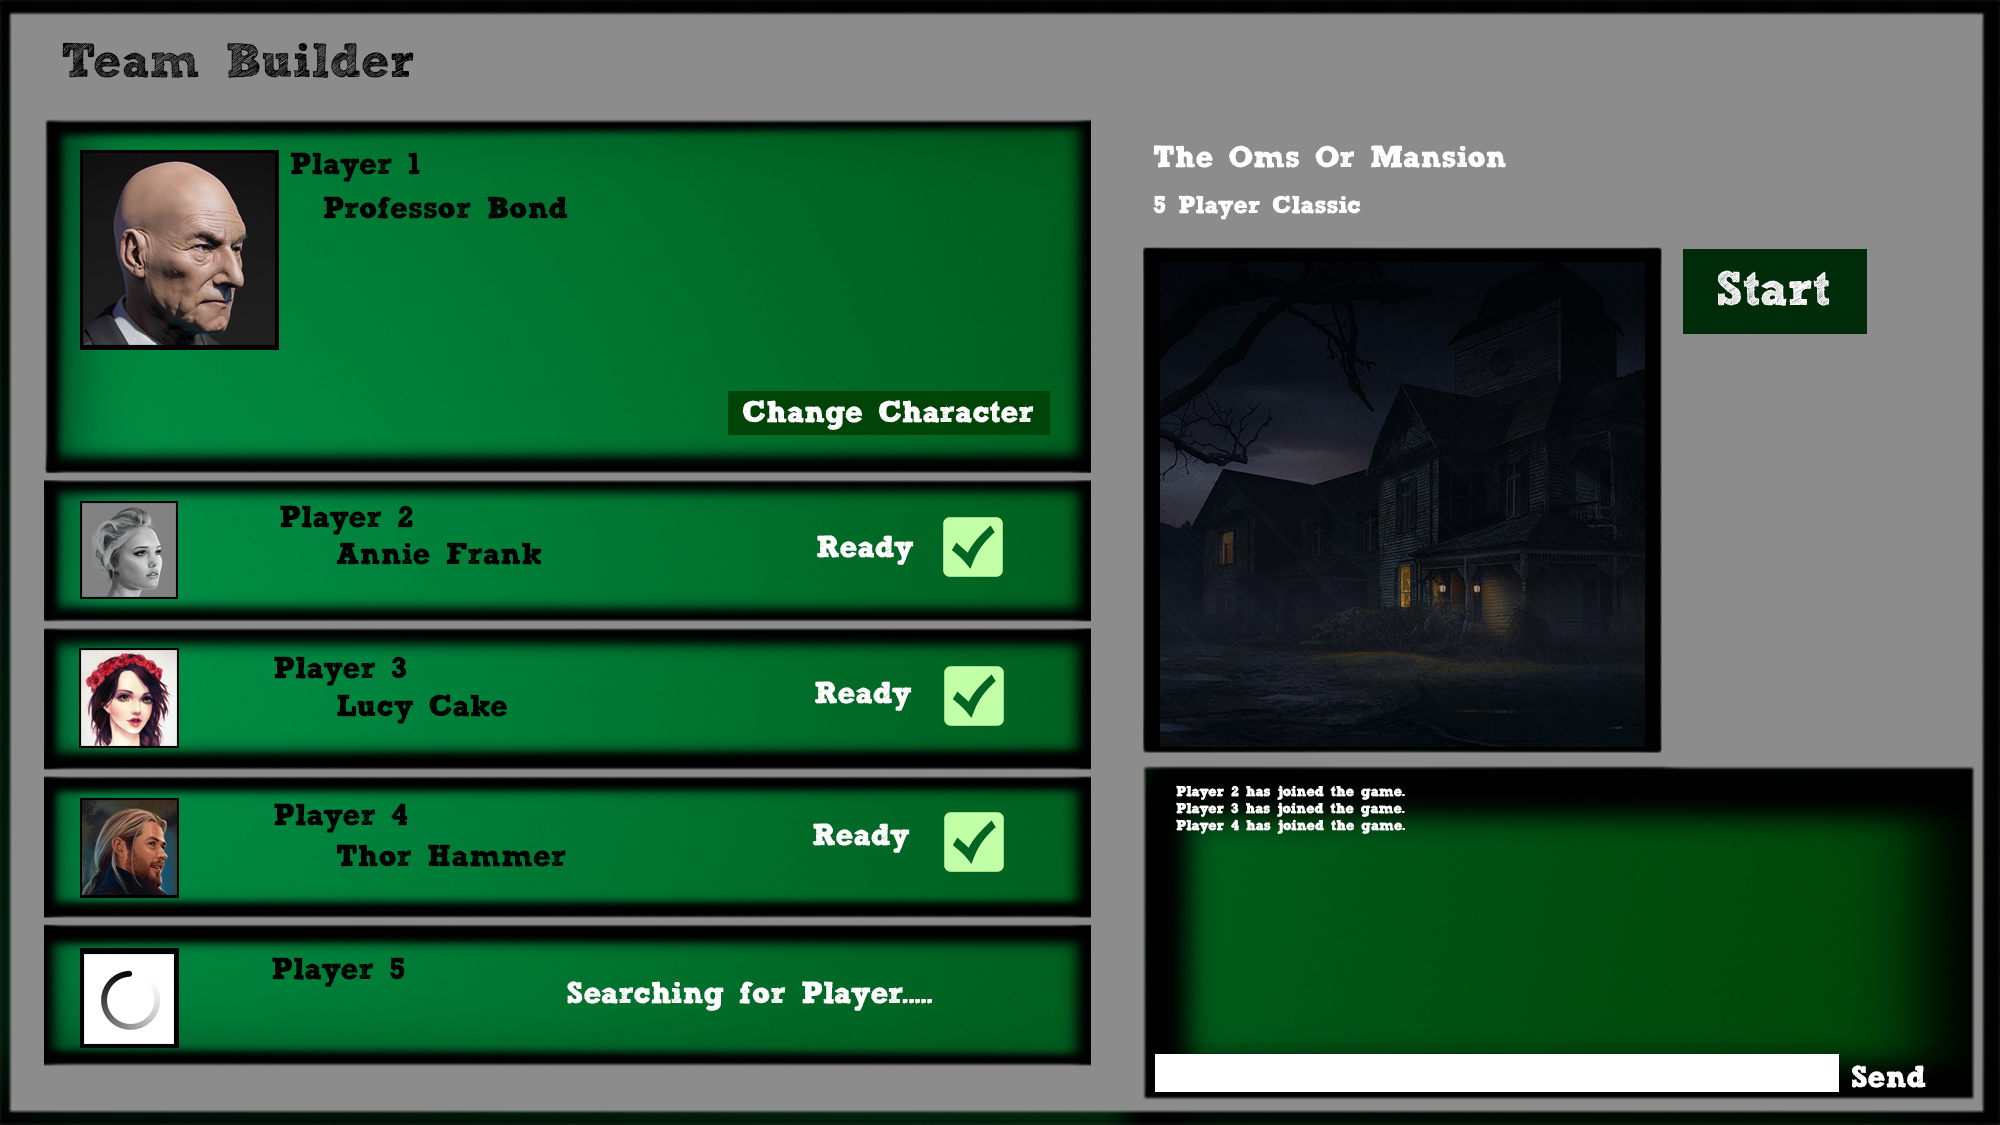 Team Builder
Player 1
Professor Bond
Change Character
Player 2
Annie Frank
Ready
Player 3
Lucy Cake
Ready
Player 4
Thor Hammer
Ready
Player 5
Searching for Player.....
The Oms Or Mansion
5 Player Classic
Start
Player 2 has joined the game.
Player 3 has joined the game.
Player 4 has joined the game.
Send